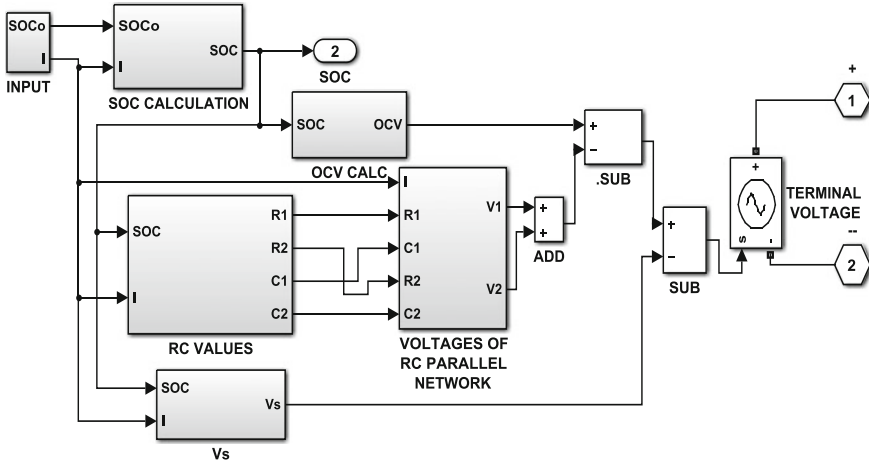 SOCo
I
INPUT
SOCo
I
SOC
SOC CALCULATION
2
SOC
SOC
OCV
OCV CALC
+
−
.SUB
+
1
+
s
-
TERMINAL
VOLTAGE
--
2
SOC
I
R1
R2
C1
C2
RC VALUES
I
R1
C1
R2
C2
V1
V2
VOLTAGES OF
RC PARALLEL
NETWORK
+
+
ADD
+
−
SUB
SOC
I
Vs
Vs